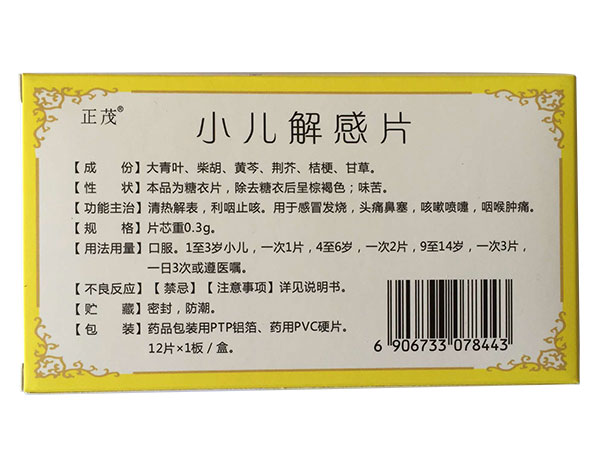 正茂®
小儿解感片
【成 份】大青叶、柴胡、黄芩、荆芥、桔梗、甘草。
【性 状】本品为糖衣片，除去糖衣后呈棕褐色；味苦。
【功能主治】清热解表，利咽止咳。用于感冒发烧，头痛鼻塞，咳嗽喷嚏，咽喉肿痛。
【规 格】片芯重0.3g。
【用法用量】口服。1至3岁小儿，一次1片，4至6岁，一次2片，9至14岁，一次3片，
一日3次或遵医嘱。
【不良反应】【禁忌】【注意事项】详见说明书。
【贮 藏】密封，防潮。
【包 装】药品包装用PTP铝箔、药用PVC硬片。
12片×1板/盒。
6 906733 078443